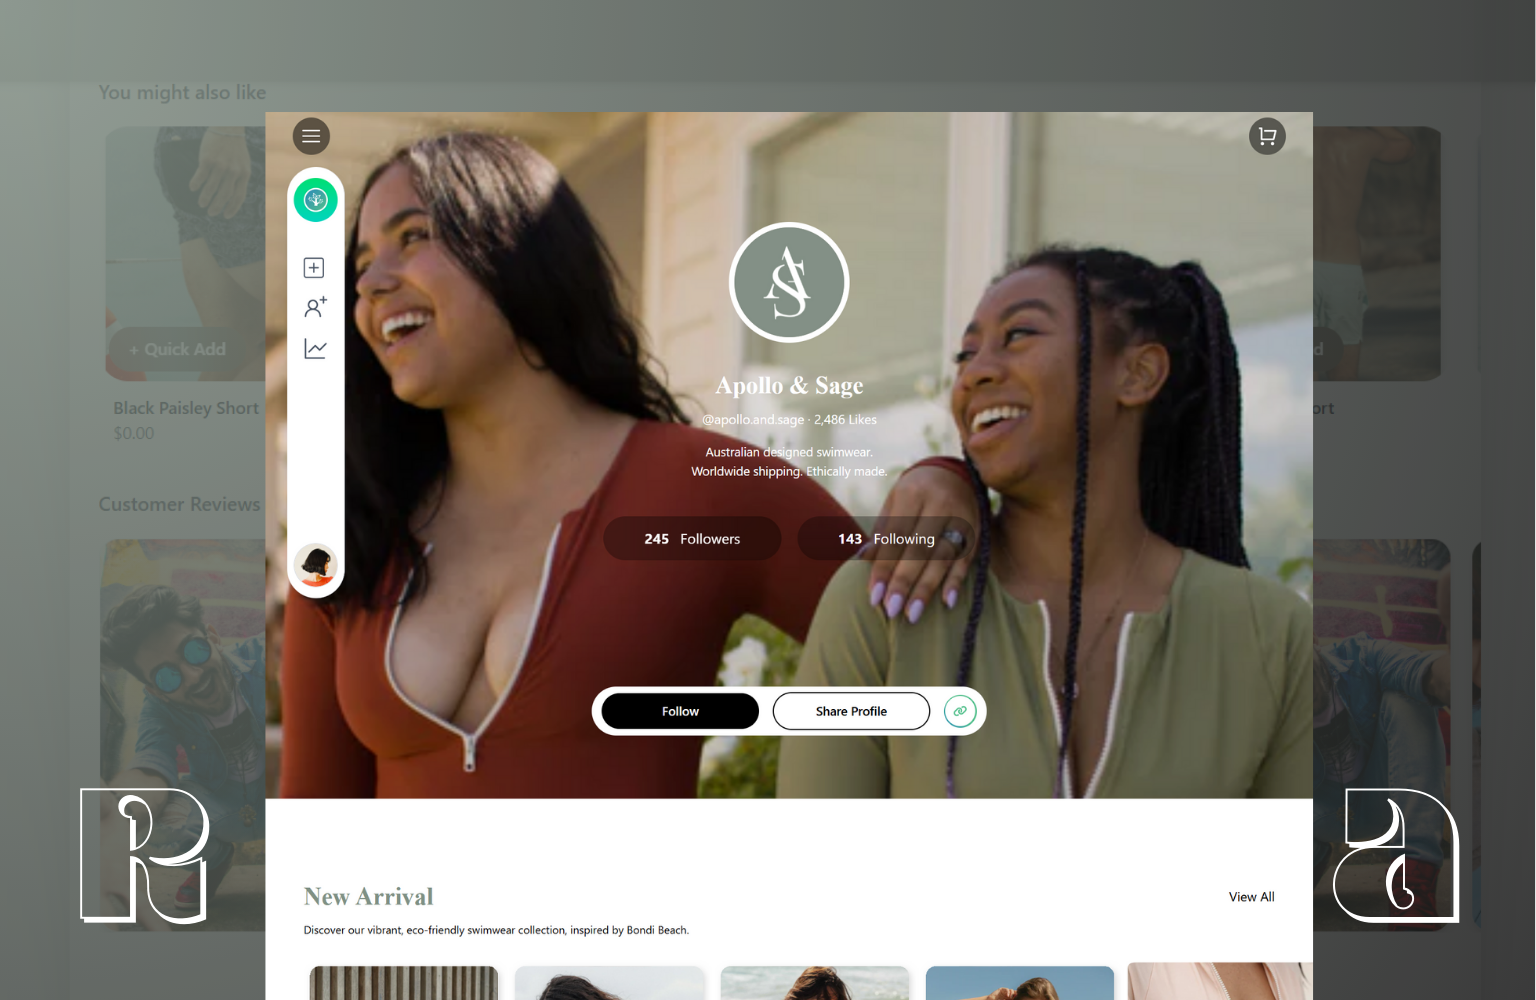 You might also like
+ Quick Add
Black Paisley Short
$0.00
Customer Reviews
AS
Apollo & Sage
@apollo.and.sage · 2,486 Likes
Australian designed swimwear.
Worldwide shipping. Ethically made.
245 Followers
143 Following
Follow
Share Profile
d
ort
R
a
New Arrival
View All
Discover our vibrant, eco-friendly swimwear collection, inspired by Bondi Beach.